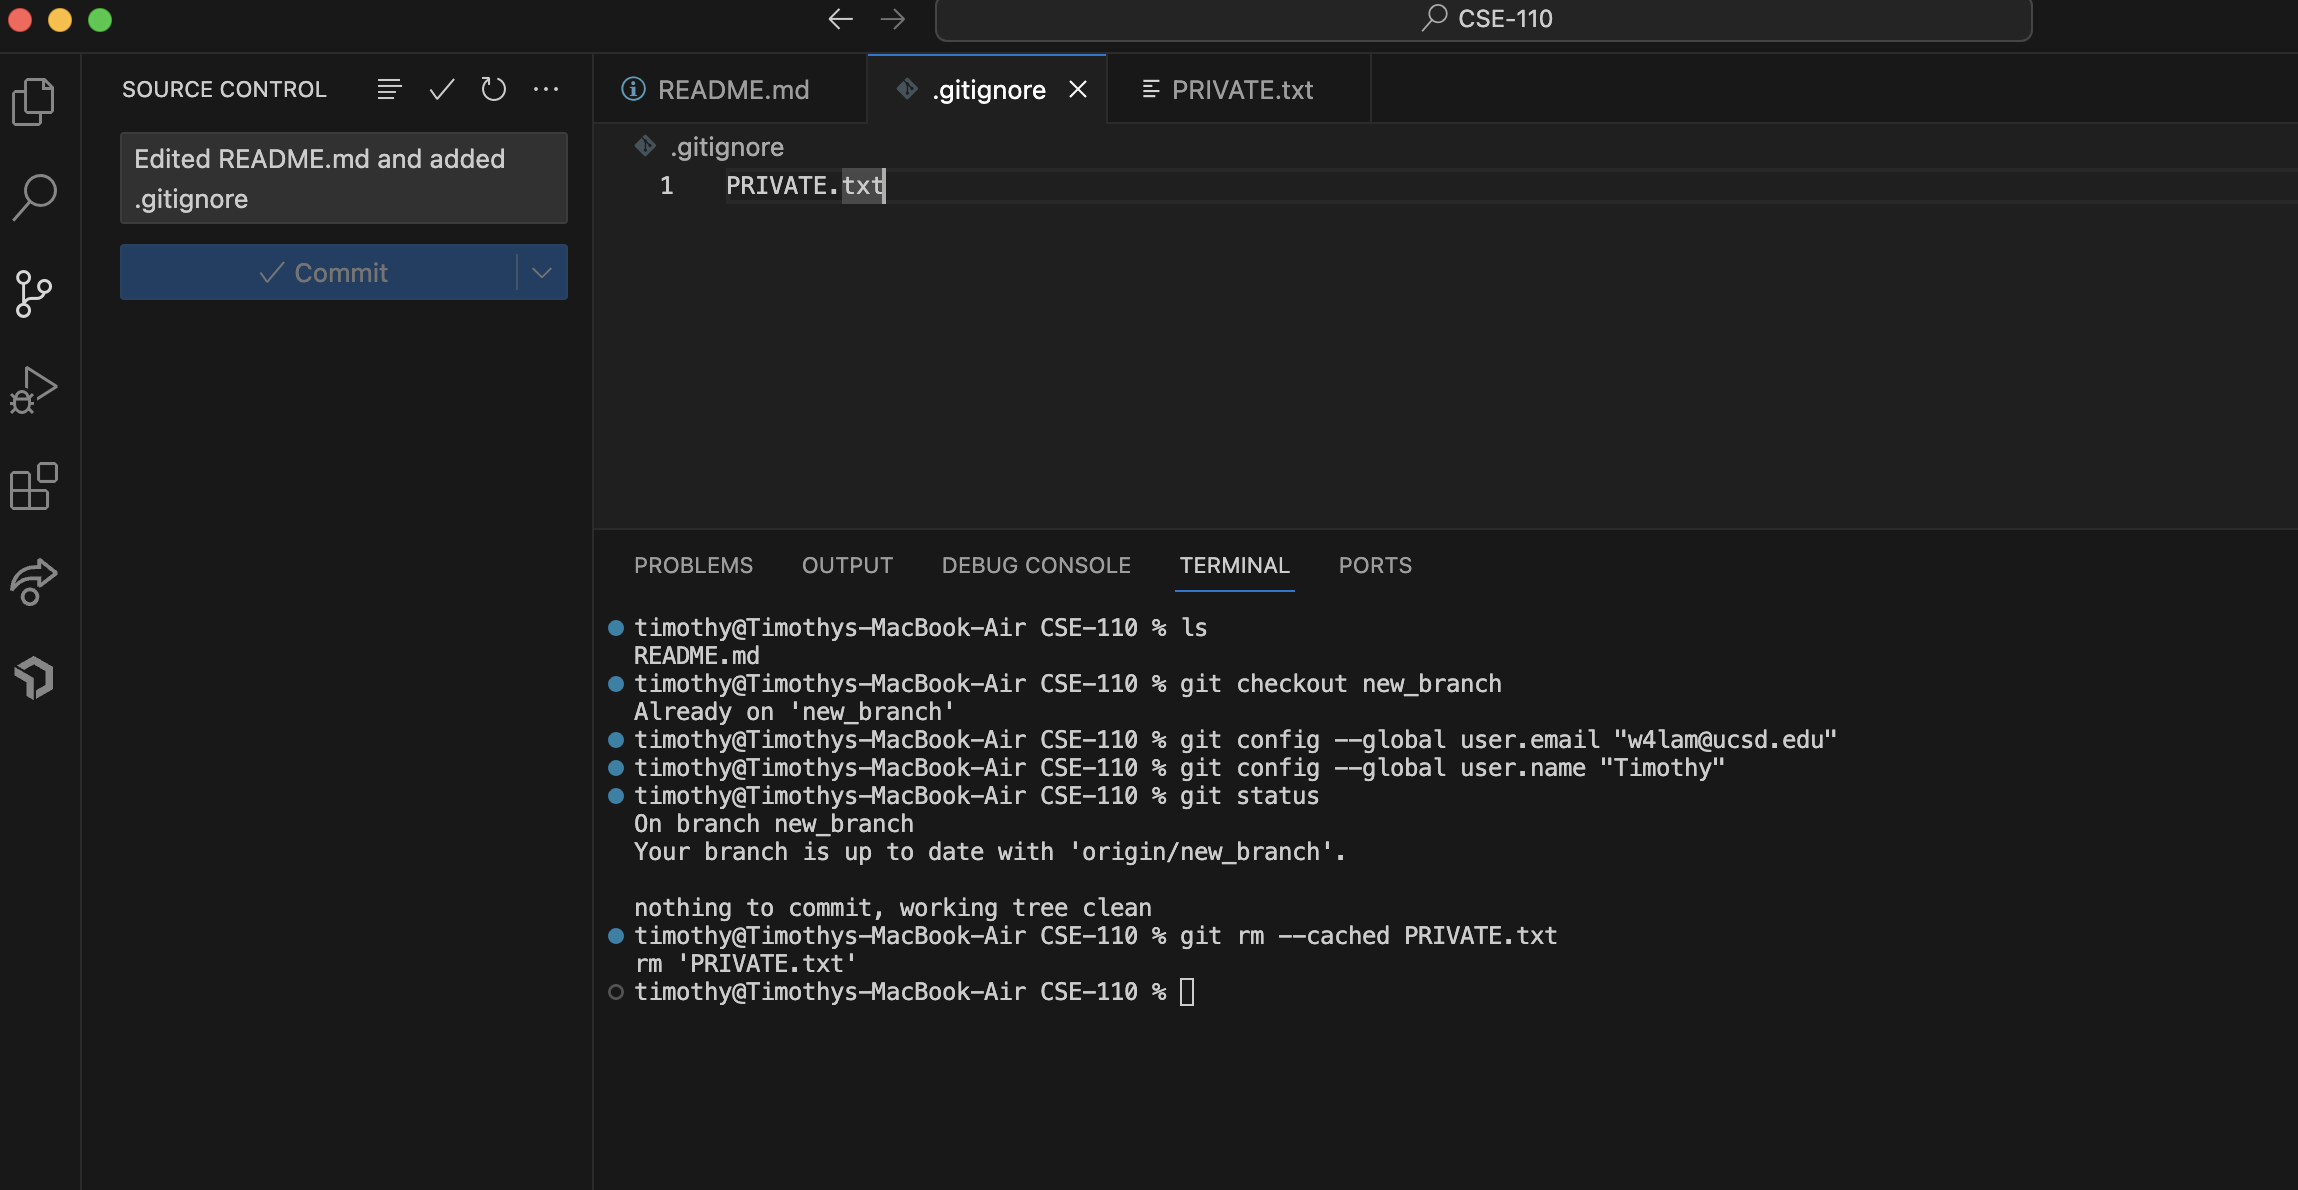 CSE-110
SOURCE CONTROL
Edited README.md and added
.gitignore
Commit
README.md
.gitignore
PRIVATE.txt
.gitignore
1 PRIVATE.txt
PROBLEMS OUTPUT DEBUG CONSOLE TERMINAL PORTS
timothy@Timothys-MacBook-Air CSE-110 % ls
README.md
timothy@Timothys-MacBook-Air CSE-110 % git checkout new_branch
Already on 'new_branch'
timothy@Timothys-MacBook-Air CSE-110 % git config --global user.email "w4lam@ucsd.edu"
timothy@Timothys-MacBook-Air CSE-110 % git config --global user.name "Timothy"
timothy@Timothys-MacBook-Air CSE-110 % git status
On branch new_branch
Your branch is up to date with 'origin/new_branch'.
nothing to commit, working tree clean
timothy@Timothys-MacBook-Air CSE-110 % git rm --cached PRIVATE.txt
rm 'PRIVATE.txt'
timothy@Timothys-MacBook-Air CSE-110 %